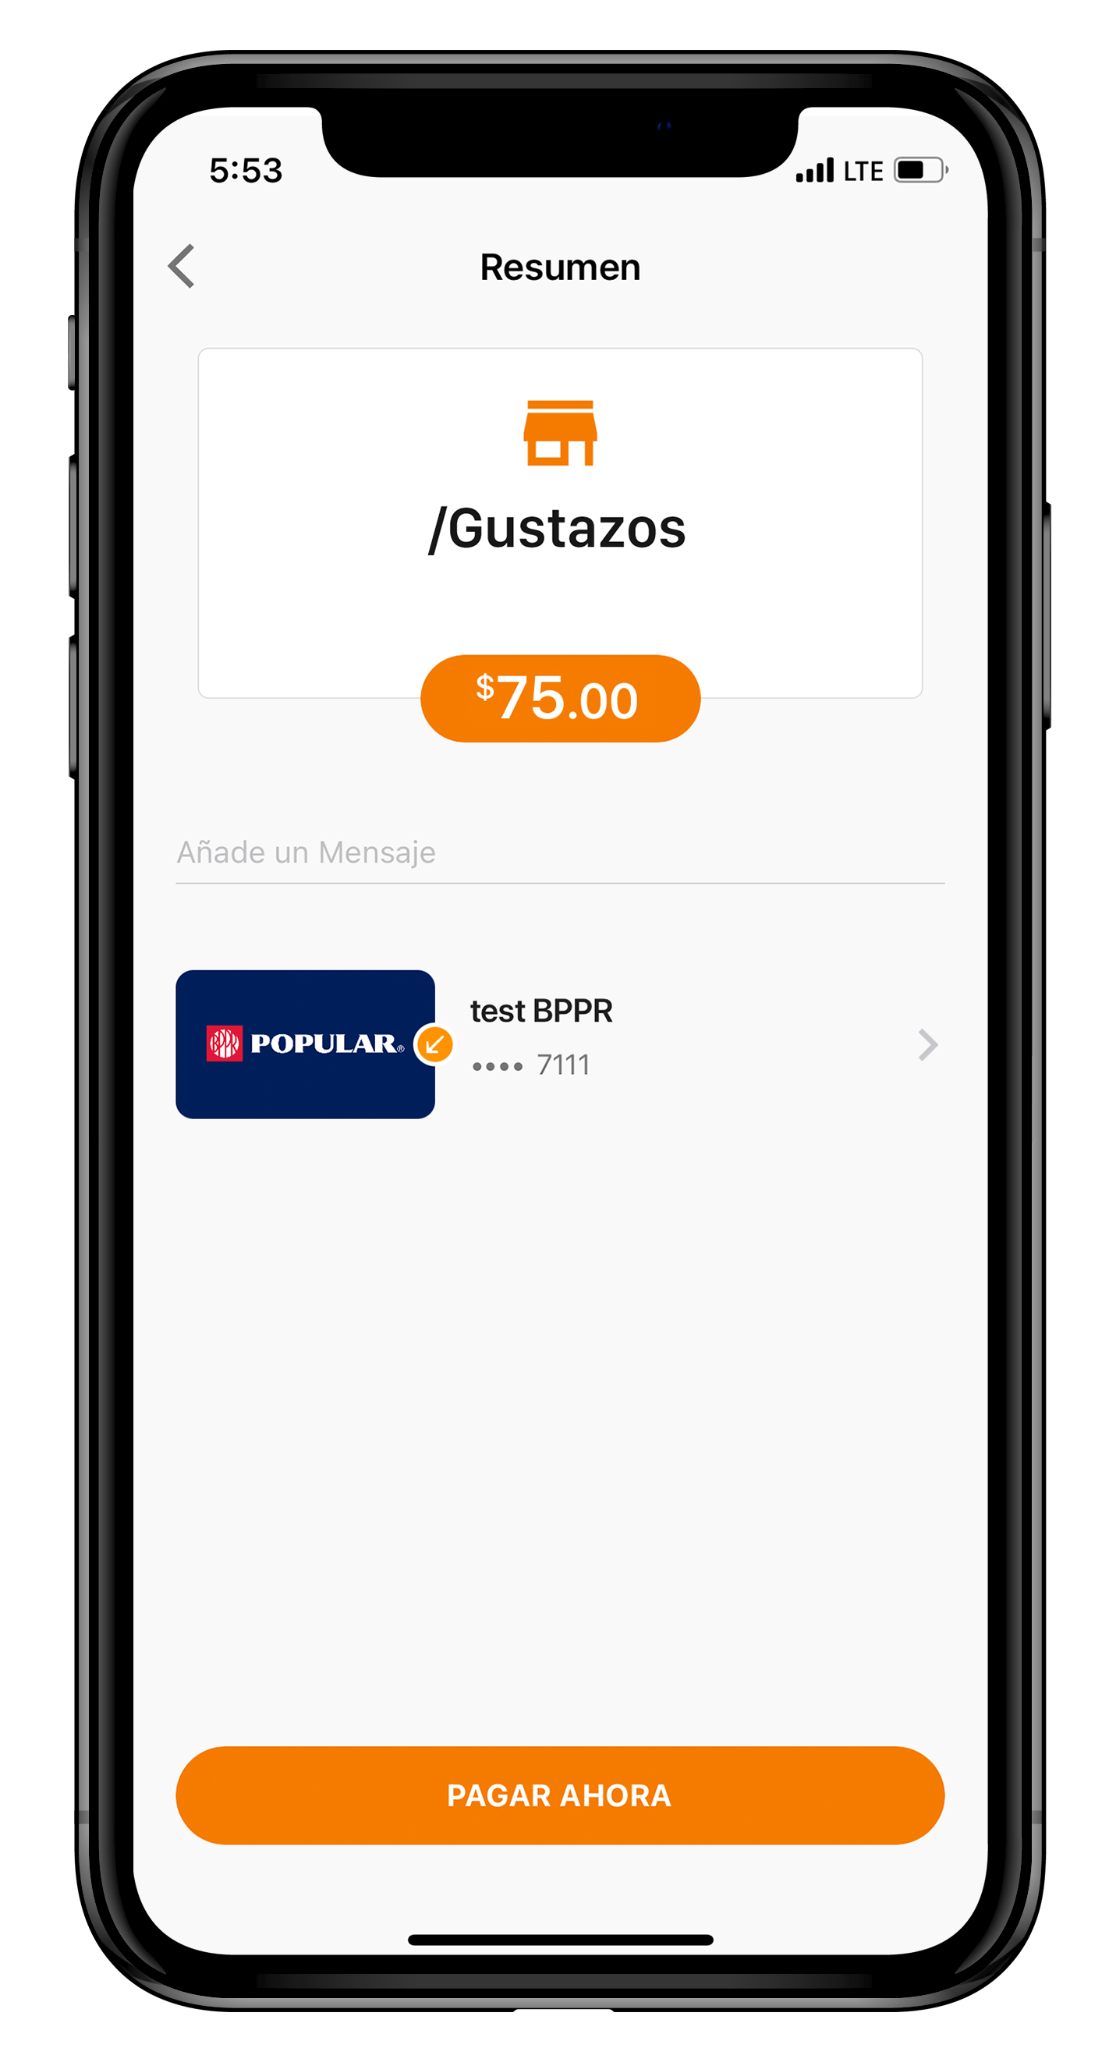 5:53
LTE
Resumen
/Gustazos
$75.00
Añade un Mensaje
POPULAR®
test BPPR
•••• 7111
PAGAR AHORA